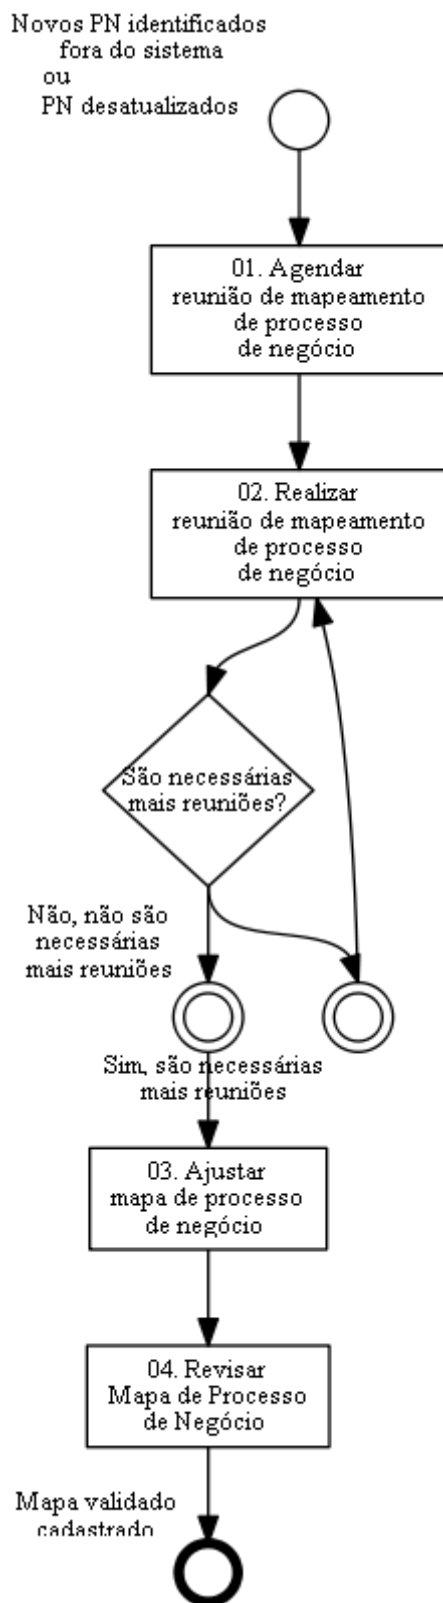 Novos PN identificados
fora do sistema
ou
PN desatualizados
01. Agendar
reunião de mapeamento
de processo
de negócio
02. Realizar
reunião de mapeamento
de processo
de negócio
São necessárias
mais reuniões?
Não, não são
necessárias
mais reuniões
Sim, são necessárias
mais reuniões
03. Ajustar
mapa de processo
de negócio
04. Revisar
Mapa de Processo
de Negócio
Mapa validado
cadastrado